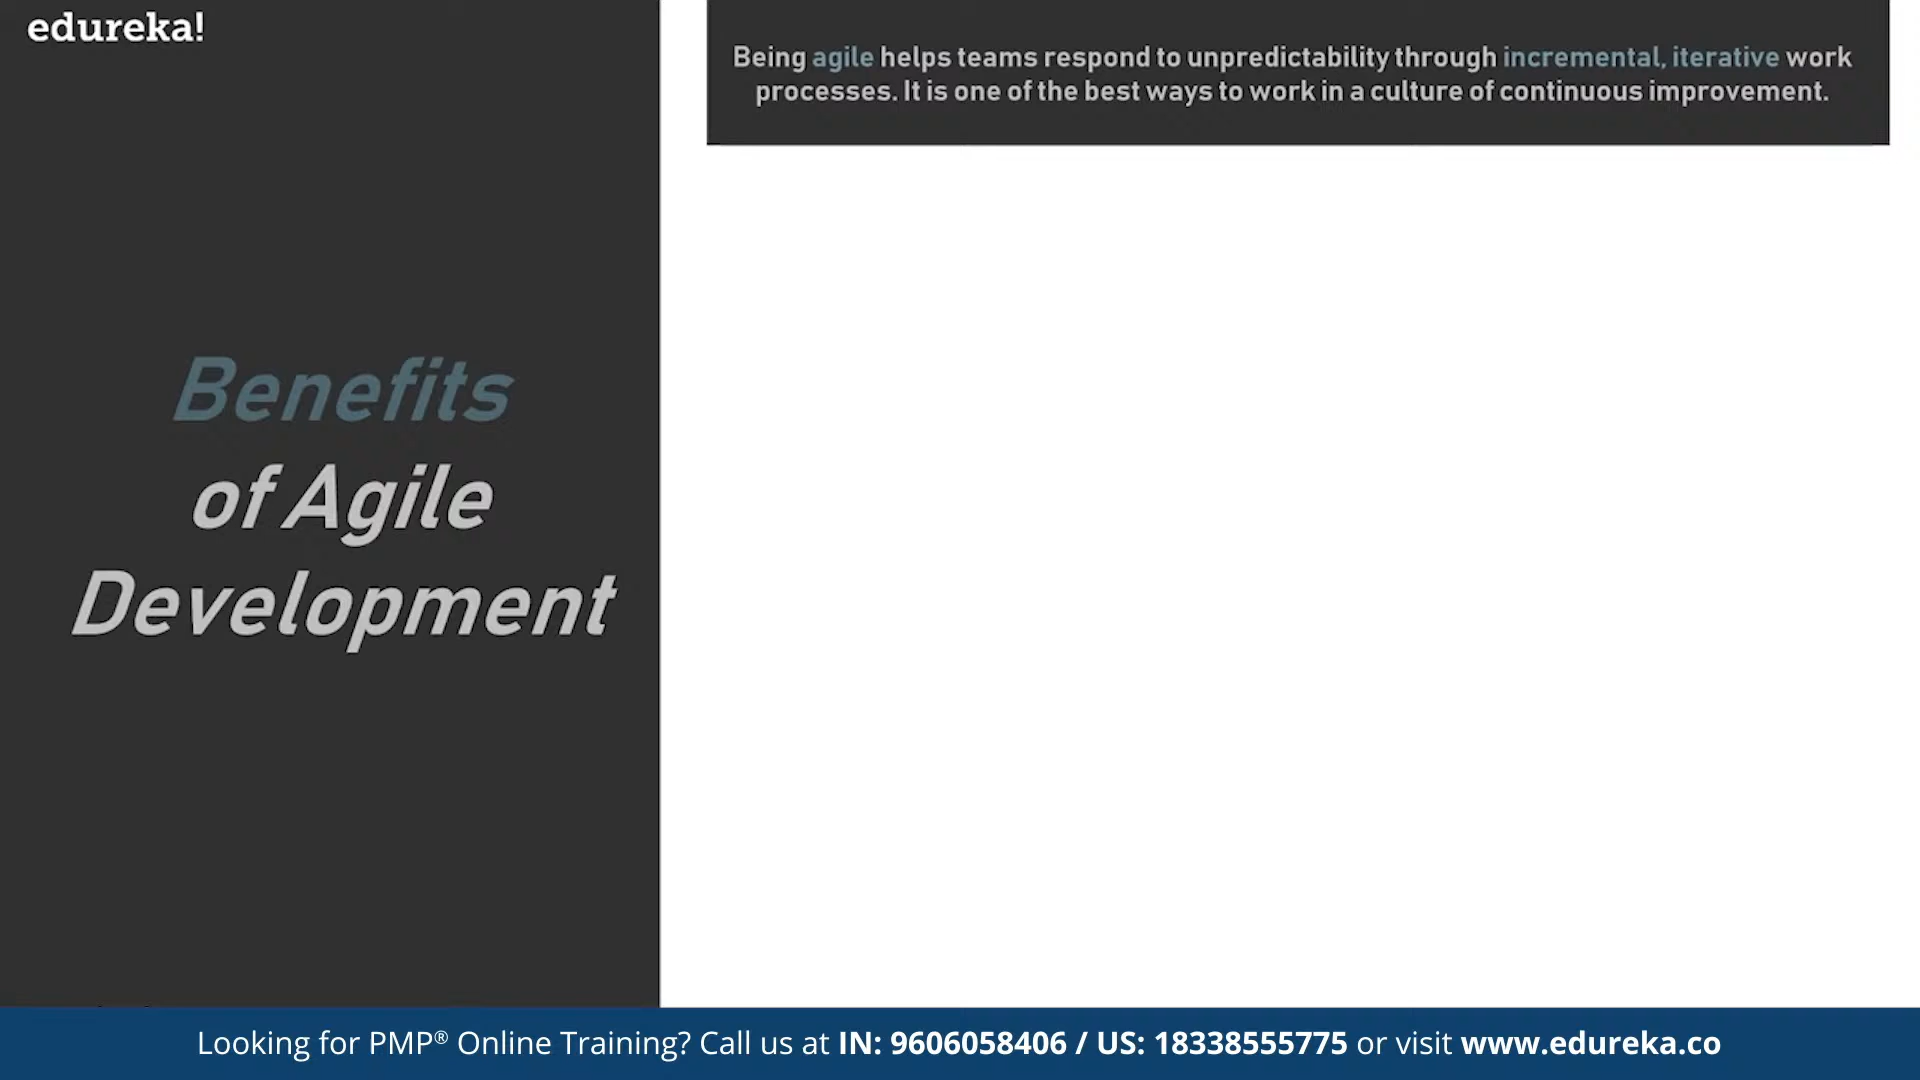 edureka!
Being agile helps teams respond to unpredictability through incremental, iterative work
processes. It is one of the best ways to work in a culture of continuous improvement.
Benefits
of Agile
Development
Looking for PMP® Online Training? Call us at IN: 9606058406 / US: 18338555775 or visit www.edureka.co